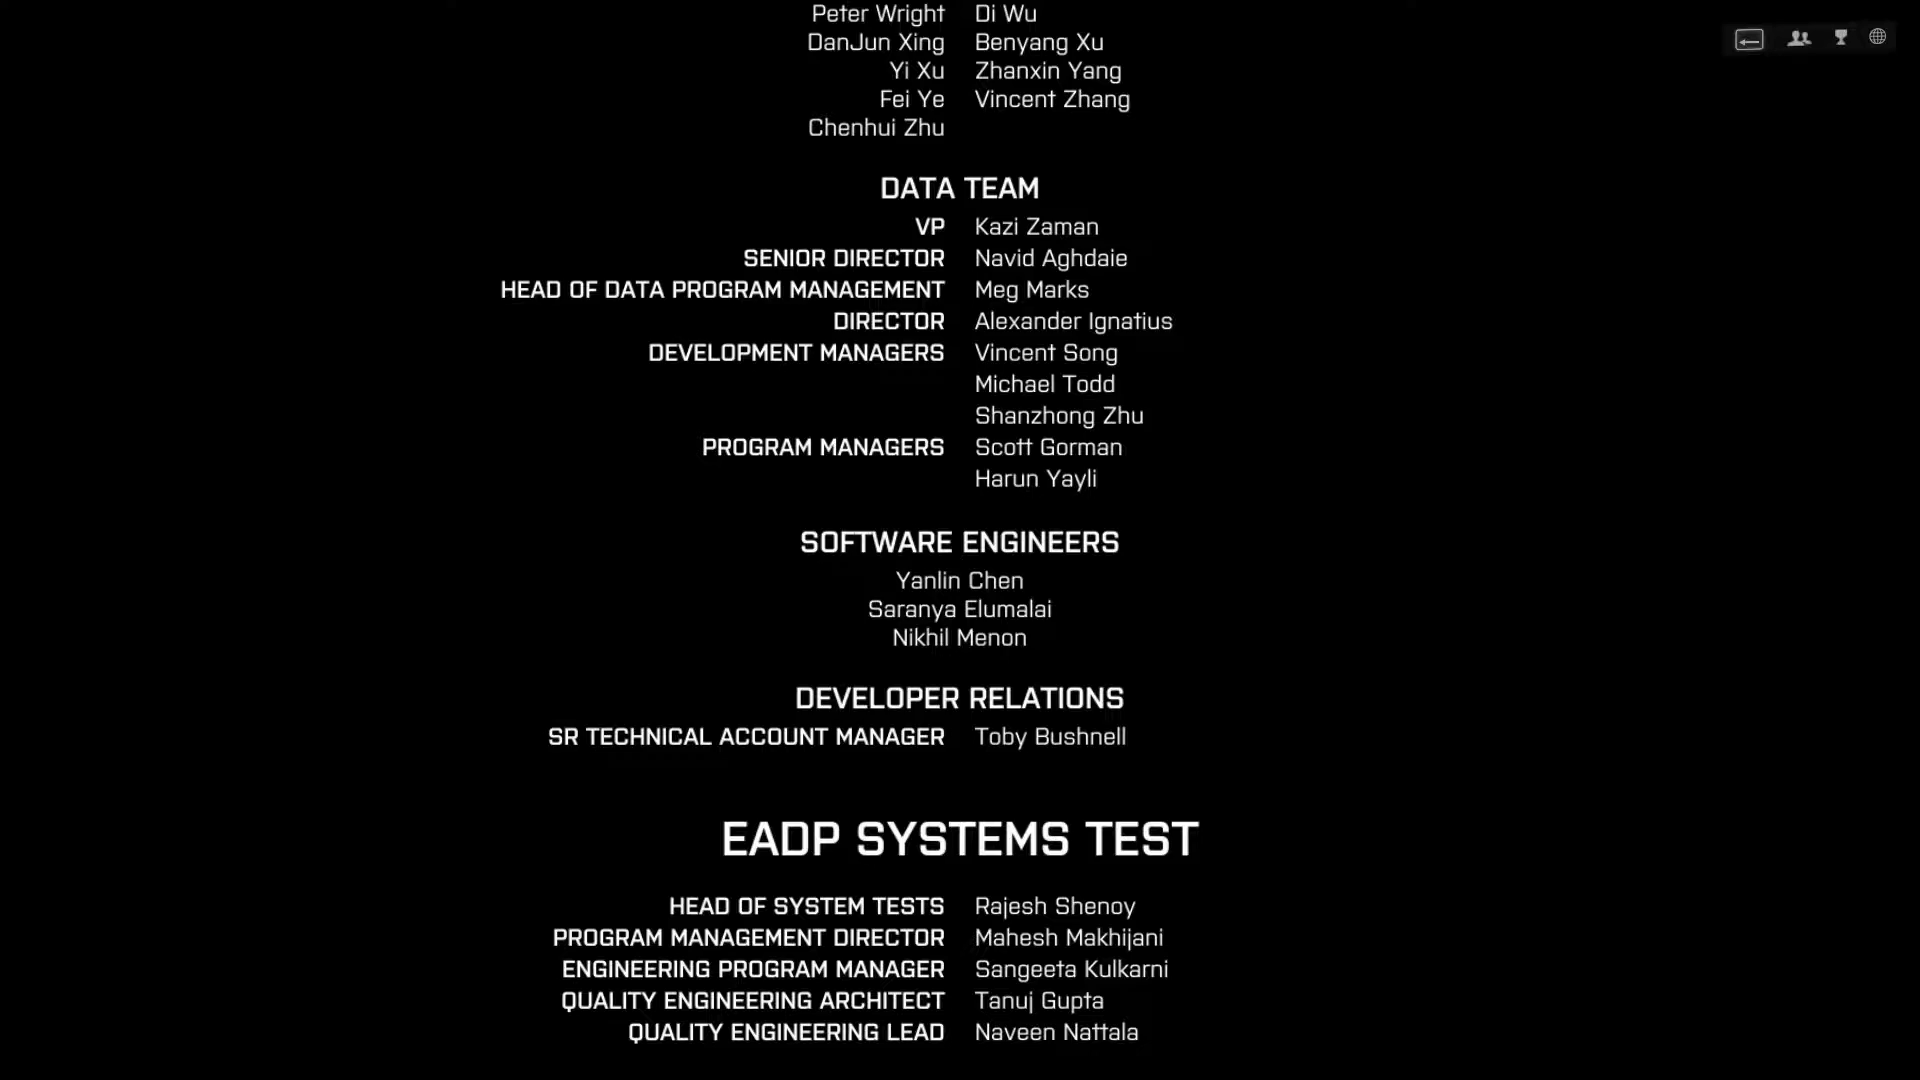 Peter Wright Di Wu
DanJun Xing Benyang Xu
Yi Xu Zhanxin Yang
Fei Ye Vincent Zhang
Chenhui Zhu
DATA TEAM
VP Kazi Zaman
SENIOR DIRECTOR Navid Aghdaie
HEAD OF DATA PROGRAM MANAGEMENT Meg Marks
DIRECTOR Alexander Ignatius
DEVELOPMENT MANAGERS Vincent Song
Michael Todd
Shanzhong Zhu
PROGRAM MANAGERS Scott Gorman
Harun Yayli
SOFTWARE ENGINEERS
Yanlin Chen
Saranya Elumalai
Nikhil Menon
DEVELOPER RELATIONS
SR TECHNICAL ACCOUNT MANAGER Toby Bushnell
EADP SYSTEMS TEST
HEAD OF SYSTEM TESTS Rajesh Shenoy
PROGRAM MANAGEMENT DIRECTOR Mahesh Makhijani
ENGINEERING PROGRAM MANAGER Sangeeta Kulkarni
QUALITY ENGINEERING ARCHITECT Tanuj Gupta
QUALITY ENGINEERING LEAD Naveen Nattala